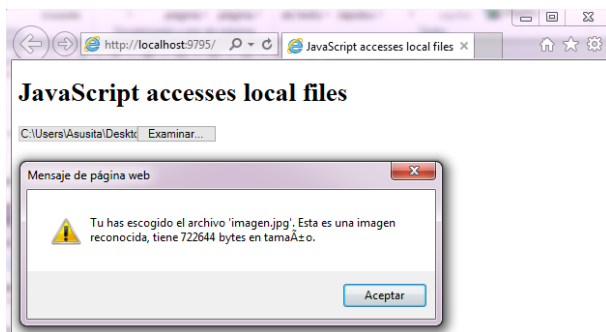 http://localhost:9795/
JavaScript accesses local files
JavaScript accesses local files
C:\Users\Asusita\Deskto Examinar...
Mensaje de página web
Tu has escogido el archivo 'imagen.jpg'. Esta es una imagen
reconocida, tiene 722644 bytes en tamaÃ±o.
Aceptar